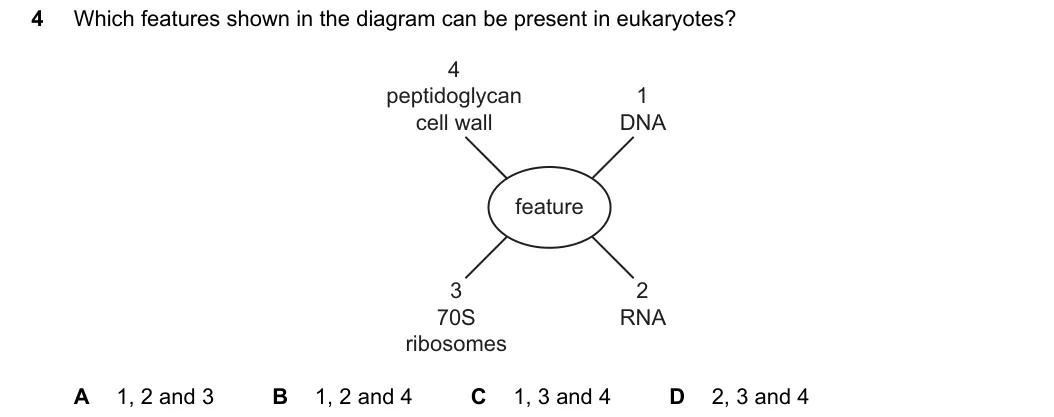 4 Which features shown in the diagram can be present in eukaryotes?
4
peptidoglycan
cell wall
1
DNA
feature
3
70S
ribosomes
2
RNA
A 1, 2 and 3 B 1, 2 and 4 C 1, 3 and 4 D 2, 3 and 4